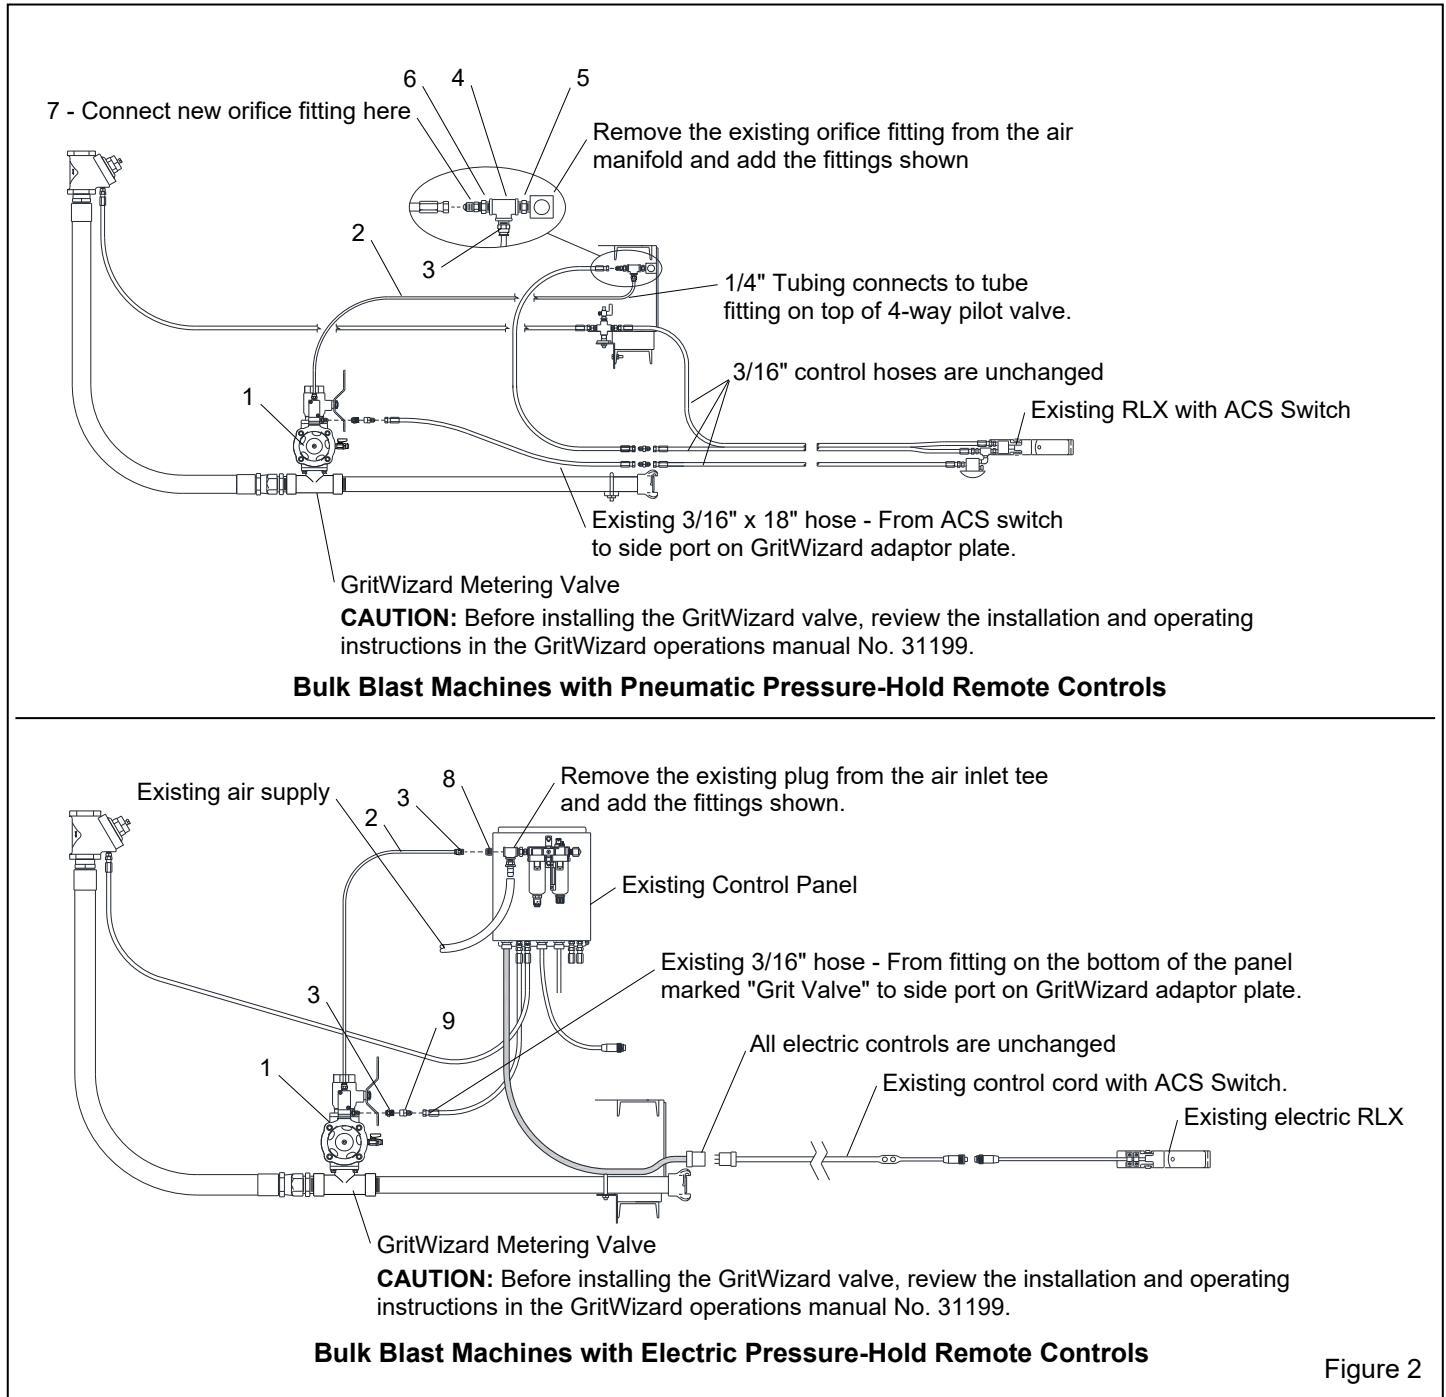 6
4
5
7 - Connect new orifice fitting here
Remove the existing orifice fitting from the air
manifold and add the fittings shown
2
3
1/4" Tubing connects to tube
fitting on top of 4-way pilot valve.
3/16" control hoses are unchanged
1
Existing RLX with ACS Switch
Existing 3/16" x 18" hose - From ACS switch
to side port on GritWizard adaptor plate.
GritWizard Metering Valve
CAUTION: Before installing the GritWizard valve, review the installation and operating
instructions in the GritWizard operations manual No. 31199.
Bulk Blast Machines with Pneumatic Pressure-Hold Remote Controls
Existing air supply
2
3
8
Remove the existing plug from the air inlet tee
and add the fittings shown.
Existing Control Panel
Existing 3/16" hose - From fitting on the bottom of the panel
marked "Grit Valve" to side port on GritWizard adaptor plate.
3
9
1
All electric controls are unchanged
Existing control cord with ACS Switch.
Existing electric RLX
GritWizard Metering Valve
CAUTION: Before installing the GritWizard valve, review the installation and operating
instructions in the GritWizard operations manual No. 31199.
Bulk Blast Machines with Electric Pressure-Hold Remote Controls
Figure 2